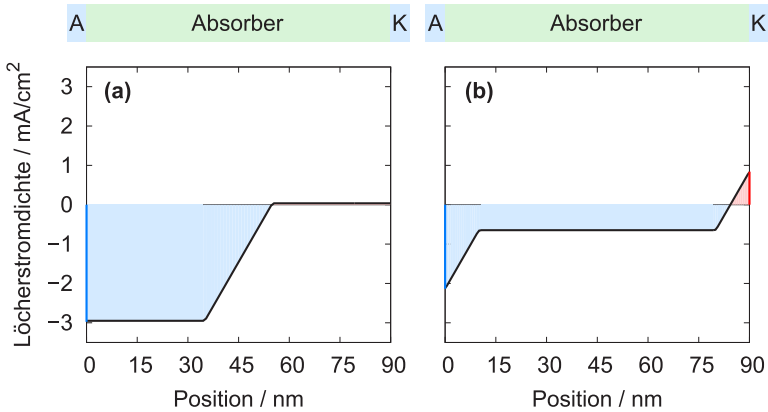 A Absorber K A Absorber K
(a) (b)
Löcherstromdichte / mA/cm²
3
2
1
0
−1
−2
−3
0 15 30 45 60 75 90 0 15 30 45 60 75 90
Position / nm Position / nm